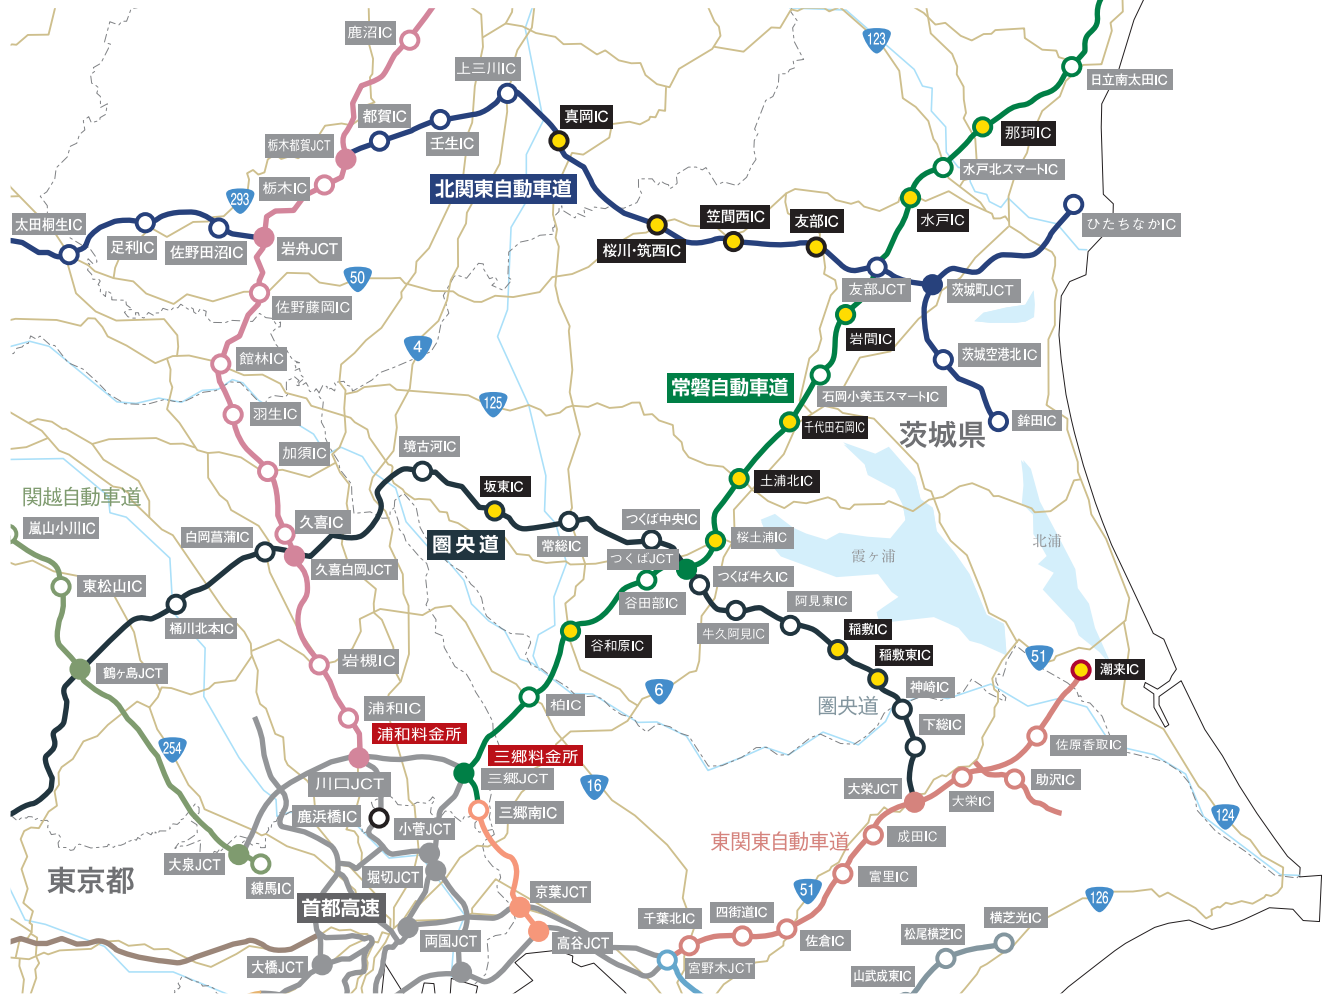 鹿沼IC
123
上三川IC
日立南太田IC
都賀IC
真岡IC
那珂IC
栃木都賀JCT
壬生IC
水戸北スマートIC
栃木IC
北関東自動車道
293
太田桐生IC
足利IC
佐野田沼IC
岩舟JCT
桜川・筑西IC
笠間西IC
友部IC
水戸IC
ひたちなかIC
50
佐野藤岡IC
友部JCT
茨城町JCT
岩間IC
4
館林IC
茨城空港北IC
常磐自動車道
石岡小美玉スマートIC
125
羽生IC
千代田石岡IC
茨城県
鉾田IC
加須IC
境古河IC
坂東IC
土浦北IC
関越自動車道
嵐山小川IC
白岡菖蒲IC
久喜IC
圏央道
常総IC
つくば中央IC
桜土浦IC
北浦
霞ヶ浦
つくばJCT
久喜白岡JCT
つくば牛久IC
東松山IC
谷田部IC
阿見東IC
桶川北本IC
牛久阿見IC
稲敷IC
谷和原IC
稲敷東IC
岩槻IC
51
潮来IC
鶴ヶ島JCT
神崎IC
6
柏IC
圏央道
浦和IC
下総IC
浦和料金所
254
三郷料金所
佐原香取IC
川口JCT
三郷JCT
16
大栄JCT
大栄IC
助沢IC
鹿浜橋IC
三郷南IC
124
小菅JCT
東関東自動車道
成田IC
大泉JCT
東京都
練馬IC
堀切JCT
富里IC
51
京葉JCT
126
首都高速
千葉北IC
四街道IC
横芝光IC
両国JCT
高谷JCT
佐倉IC
松尾横芝IC
大橋JCT
宮野木JCT
山武成東IC